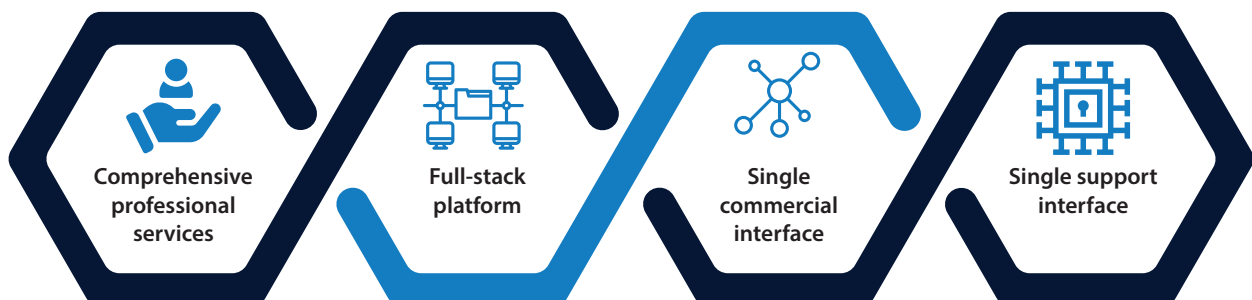 Comprehensive
professional
services
Full-stack
platform
Single
commercial
interface
Single support
interface